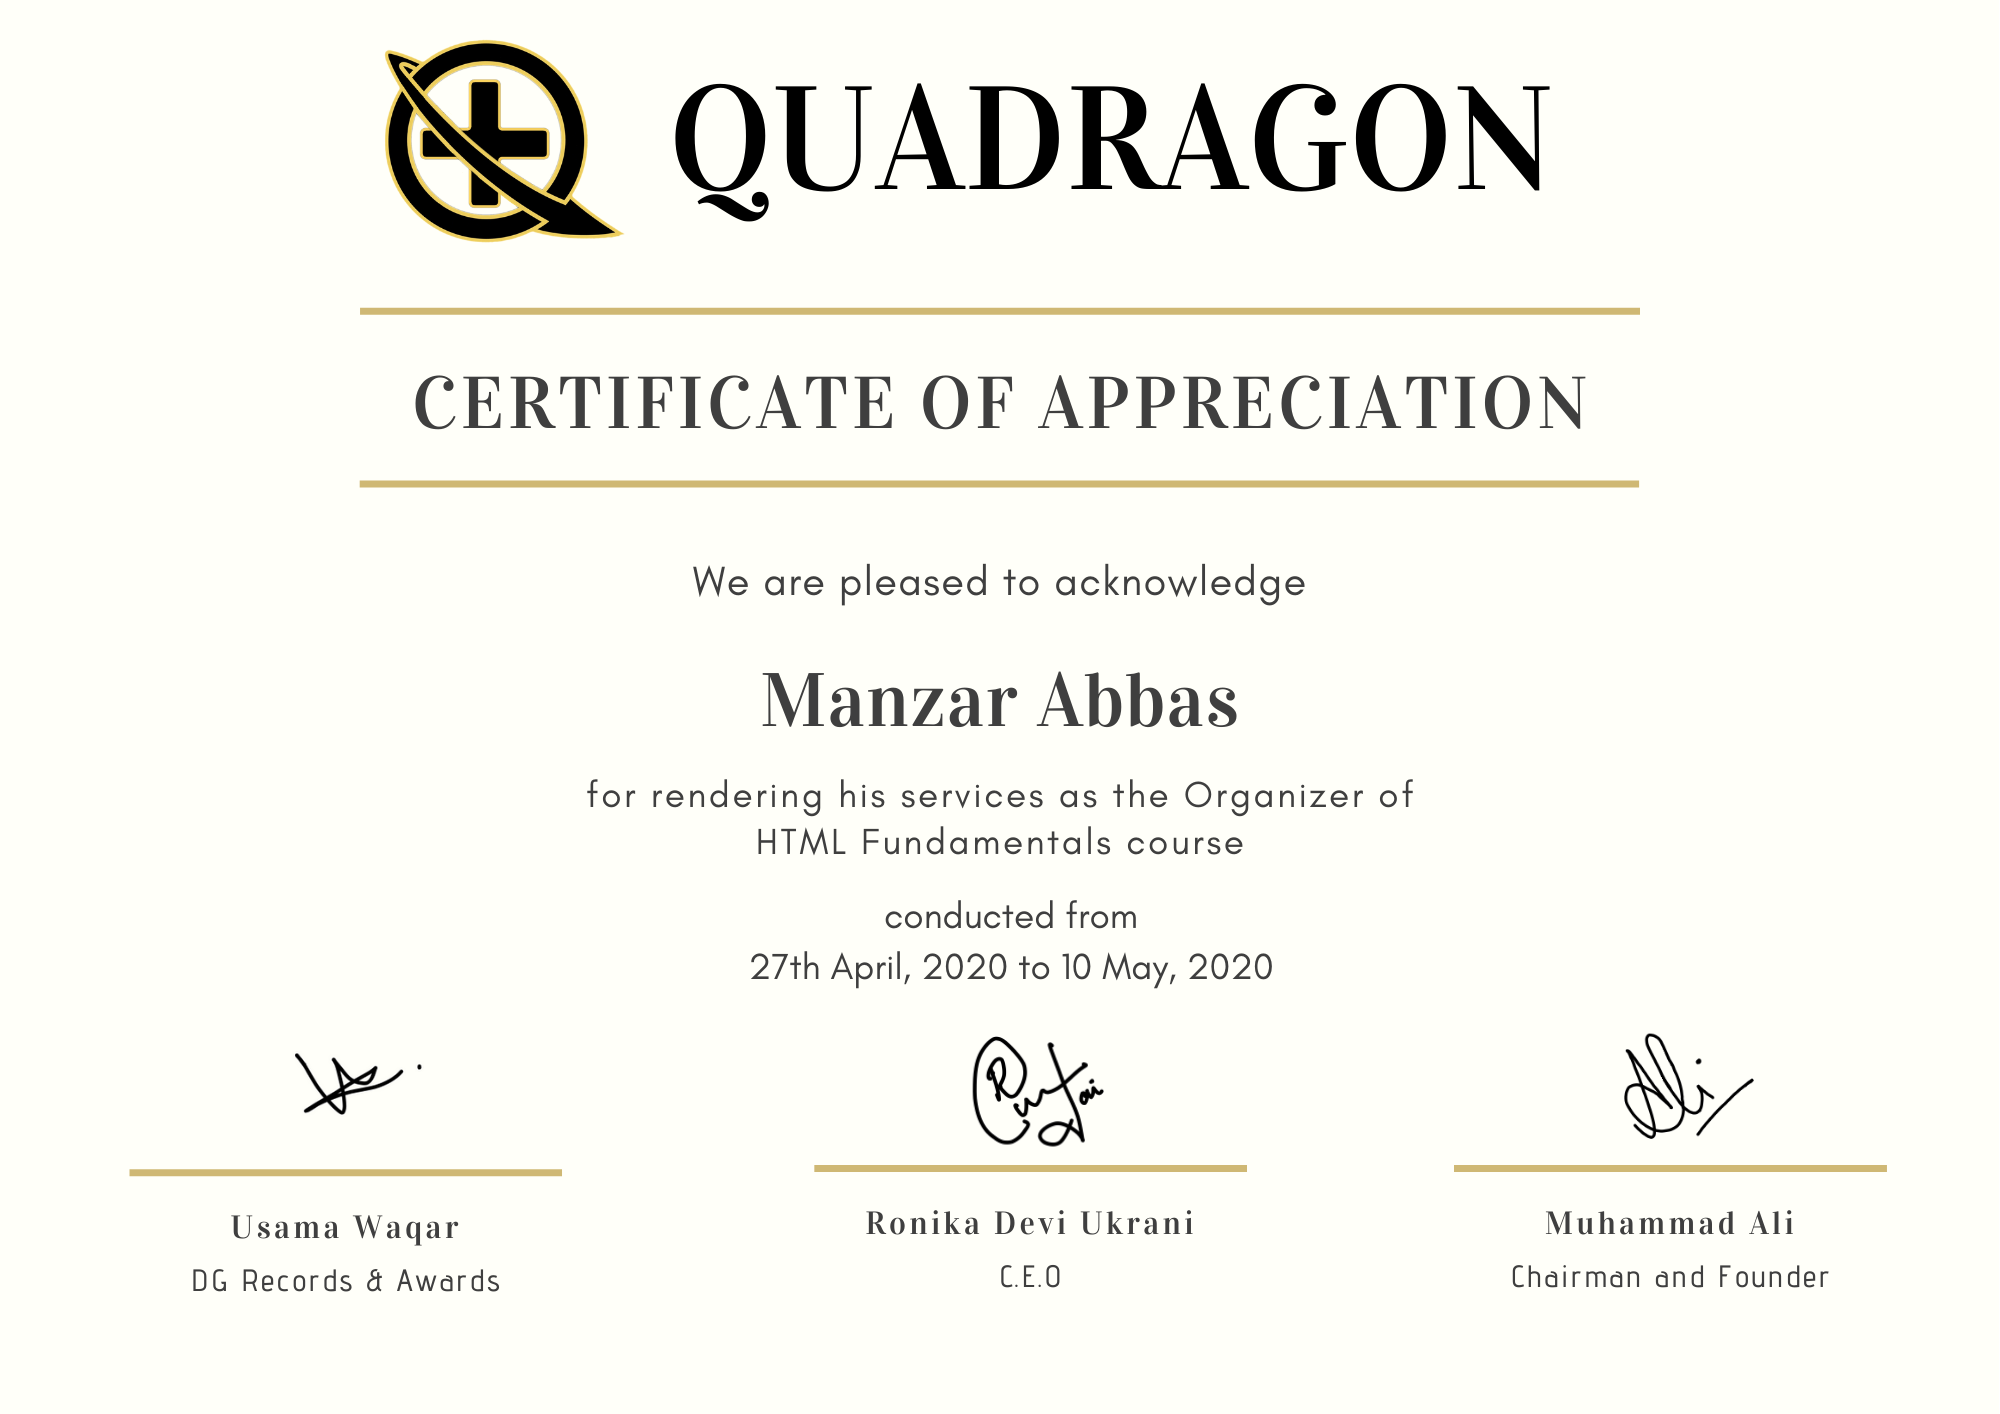 QUADRAGON
CERTIFICATE OF APPRECIATION
We are pleased to acknowledge
Manzar Abbas
for rendering his services as the Organizer of
HTML Fundamentals course
conducted from
27th April, 2020 to 10 May, 2020
Ali
Usama Waqar
DG Records & Awards
Ronika Devi Ukrani
C.E.O
Muhammad Ali
Chairman and Founder